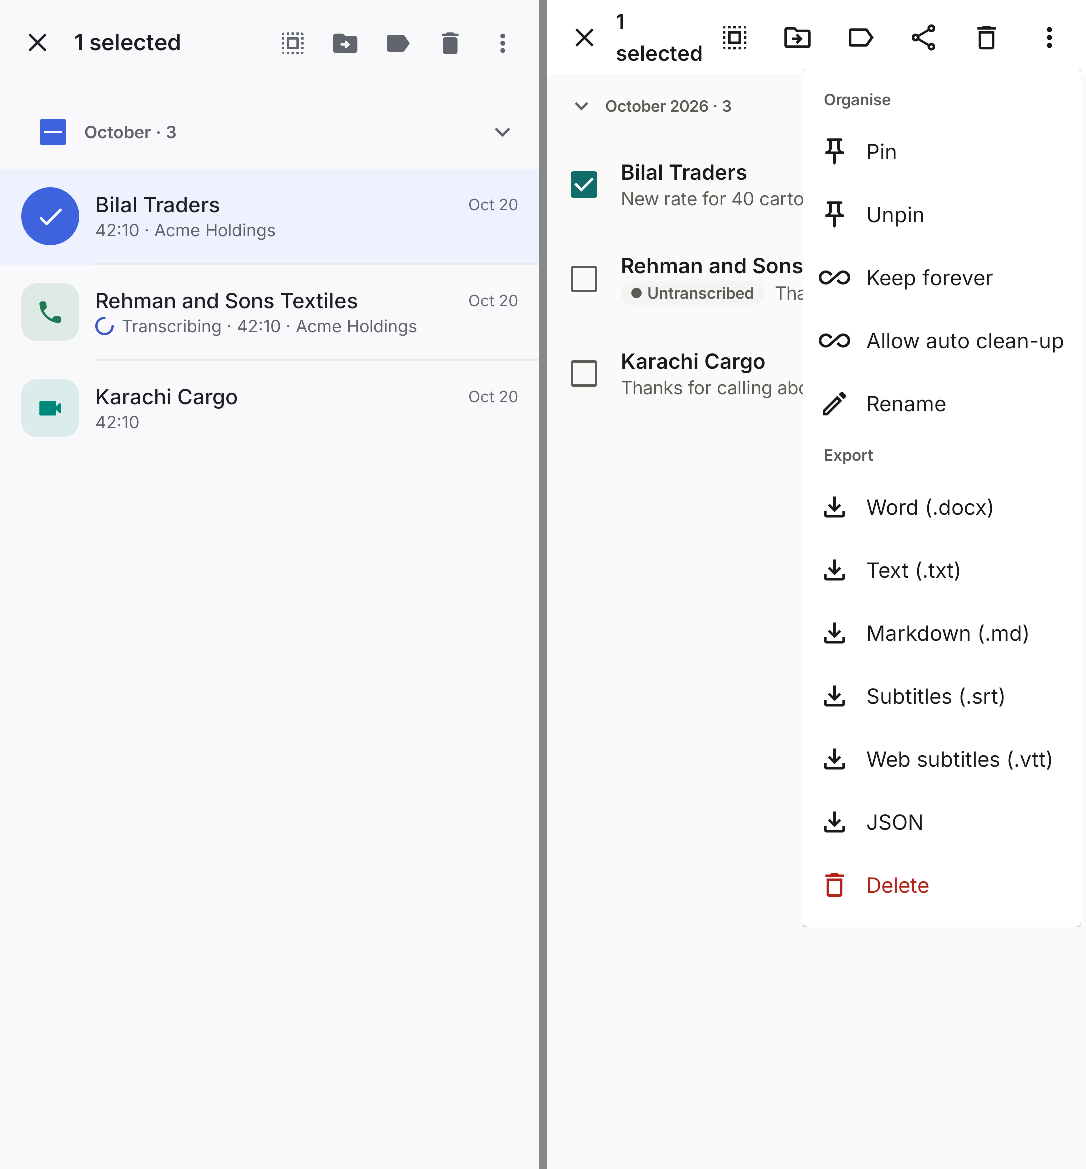 1 selected
October · 3
Bilal Traders
Oct 20
42:10 · Acme Holdings
Rehman and Sons Textiles
Oct 20
Transcribing · 42:10 · Acme Holdings
Karachi Cargo
Oct 20
42:10
1
selected
October 2026 · 3
Bilal Traders
New rate for 40 carto
Rehman and Sons
Untranscribed Tha
Karachi Cargo
Thanks for calling abo
Organise
Pin
Unpin
Keep forever
Allow auto clean-up
Rename
Export
Word (.docx)
Text (.txt)
Markdown (.md)
Subtitles (.srt)
Web subtitles (.vtt)
JSON
Delete